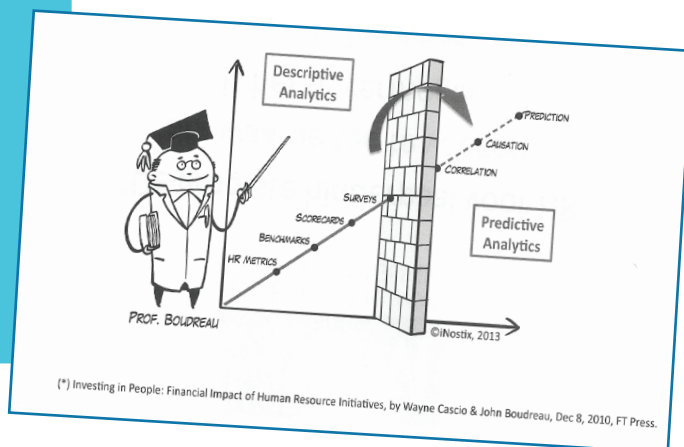 Descriptive
Analytics
PREDICTION
CAUSATION
CORRELATION
SURVEYS
SCORECARDS
BENCHMARKS
HR METRICS
Predictive
Analytics
PROF. BOUDREAU
©iNostix, 2013
(*) Investing in People: Financial Impact of Human Resource Initiatives, by Wayne Cascio & John Boudreau, Dec 8, 2010, FT Press.